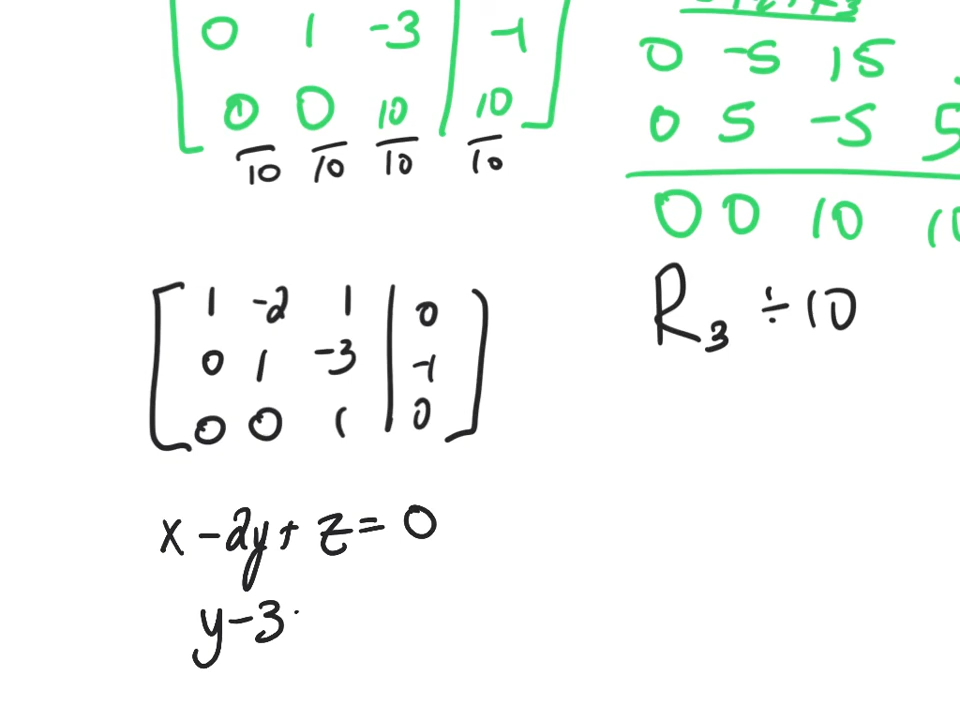 0 1 -3 | -1
0 0 10 | 10
10 10 10 10
0 -5 15
0 5 -5 5
0 0 10 10
R3 ÷ 10
1 -2 1 | 0
0 1 -3 | -1
0 0 1 | 0
x - 2y + z = 0
y - 3